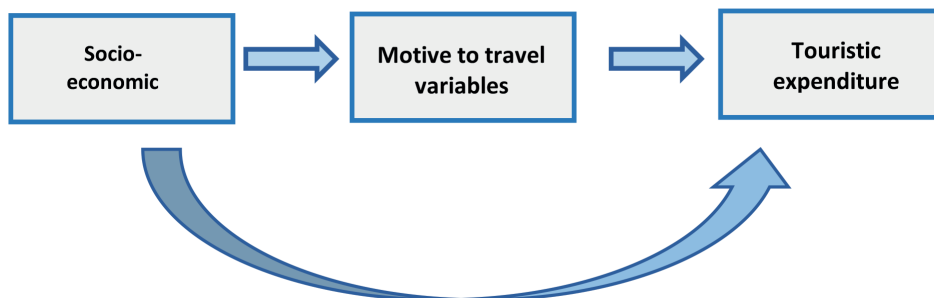 Socio-
economic
Motive to travel
variables
Touristic
expenditure